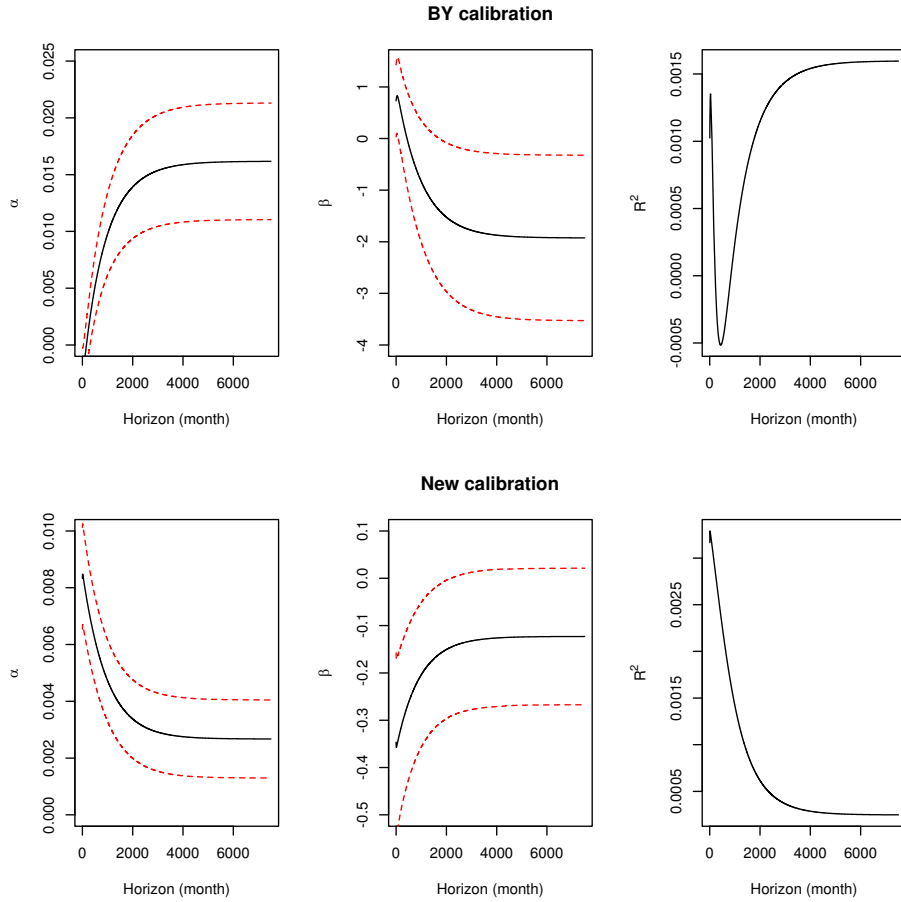 BY calibration
α
0.000 0.005 0.010 0.015 0.020 0.025
0 2000 4000 6000
Horizon (month)
β
-4 -3 -2 -1 0 1
0 2000 4000 6000
Horizon (month)
R²
-0.0005 0.0000 0.0005 0.0010 0.0015
0 2000 4000 6000
Horizon (month)
New calibration
α
0.000 0.002 0.004 0.006 0.008 0.010
0 2000 4000 6000
Horizon (month)
β
-0.5 -0.4 -0.3 -0.2 -0.1 0.0 0.1
0 2000 4000 6000
Horizon (month)
R²
0.0005 0.0015 0.0025
0 2000 4000 6000
Horizon (month)